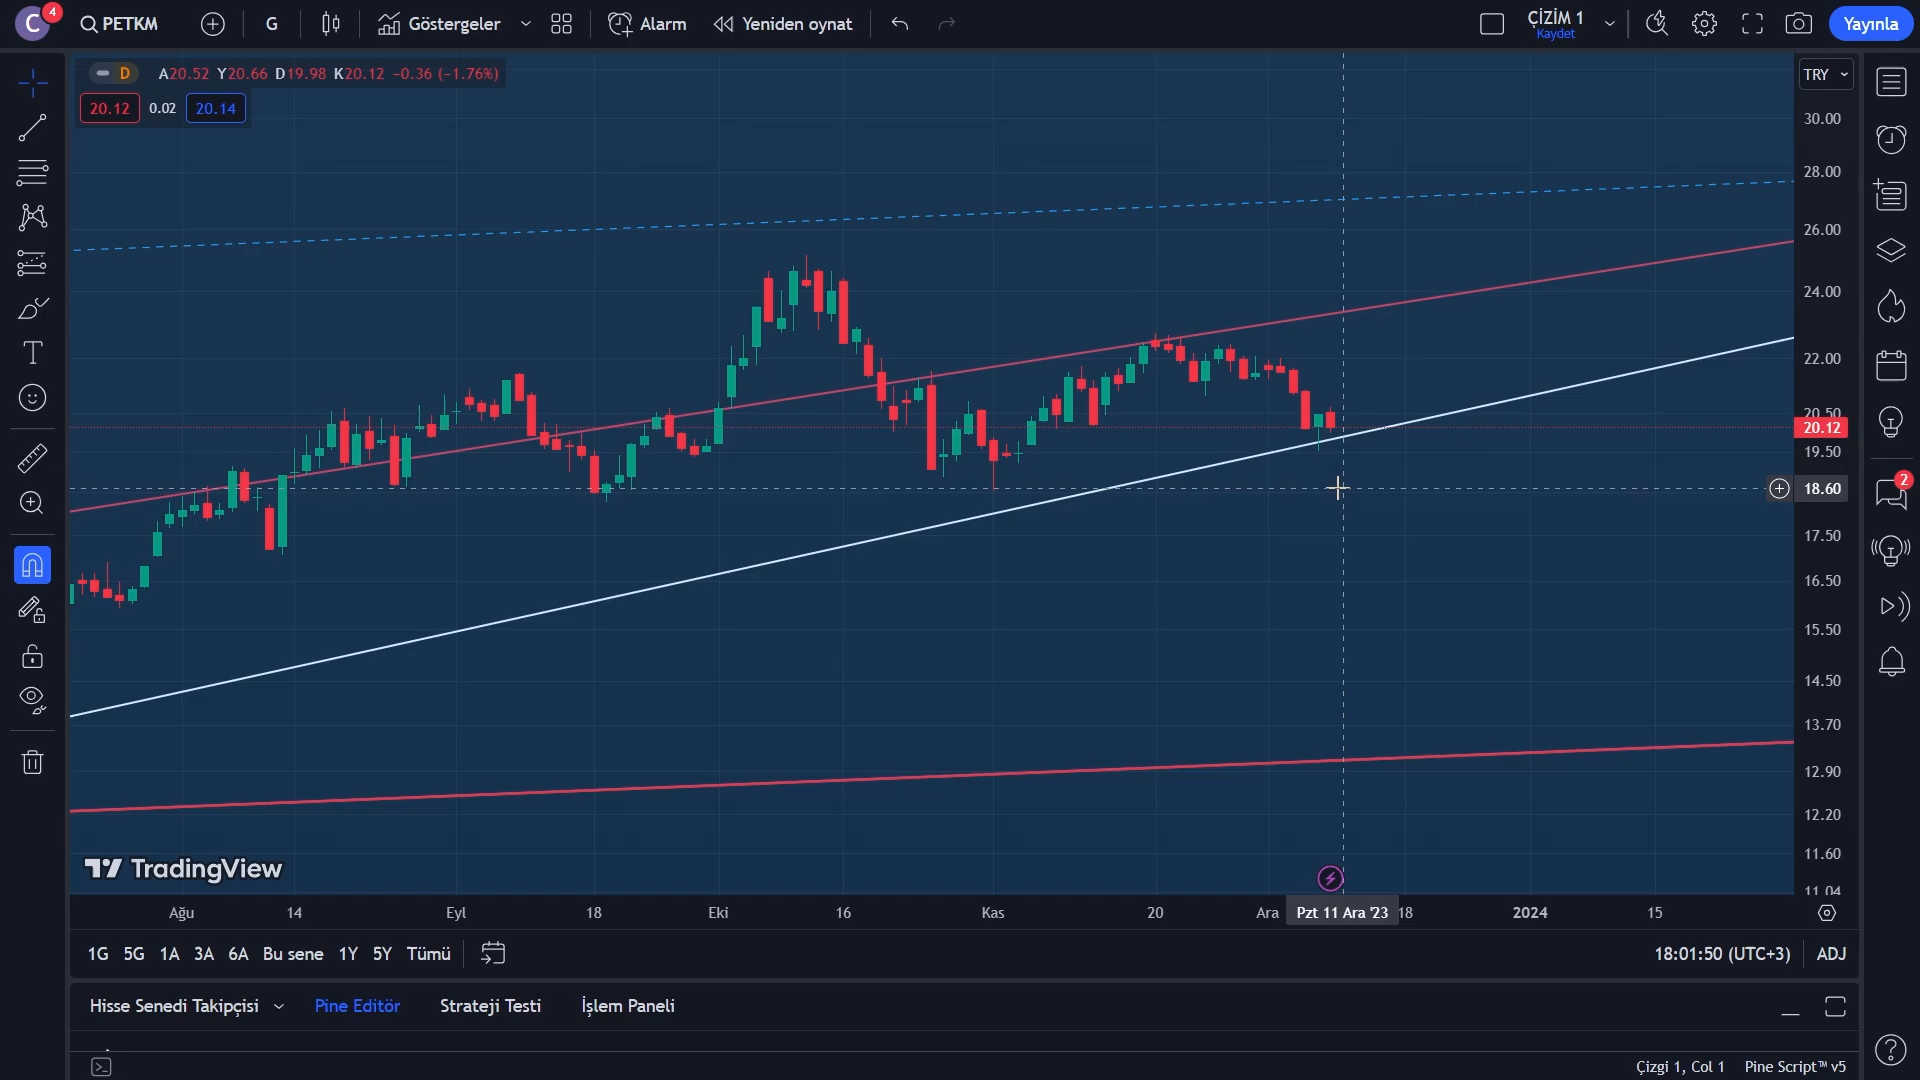 C 4 PETKM G Göstergeler Alarm Yeniden oynat ÇİZİM 1 Yayınla
Kaydet
D A20.52 Y20.66 D19.98 K20.12 −0.36 (−1.76%) TRY
20.12 0.02 20.14
30.00
28.00
26.00
24.00
22.00
20.50
20.12
19.50
18.60
2
17.50
16.50
15.50
14.50
13.70
12.90
12.20
11.60
11.04
TradingView
Ağu 14 Eyl 18 Eki 16 Kas 20 Ara Pzt 11 Ara '23 18 2024 15
1G 5G 1A 3A 6A Bu sene 1Y 5Y Tümü 18:01:50 (UTC+3) ADJ
Hisse Senedi Takipçisi Pine Editör Strateji Testi İşlem Paneli
Çizgi 1, Col 1 Pine Script™ v5